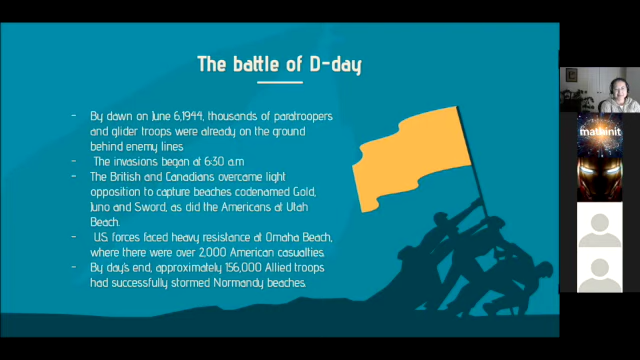 The battle of D-day
- By dawn on June 6,1944, thousands of paratroopers
and glider troops were already on the ground
behind enemy lines
- The invasions began at 6:30 a.m
- The British and Canadians overcame light
opposition to capture beaches codenamed Gold,
Juno and Sword, as did the Americans at Utah
Beach.
- U.S. forces faced heavy resistance at Omaha Beach,
where there were over 2,000 American casualties.
- By day's end, approximately 156,000 Allied troops
had successfully stormed Normandy beaches